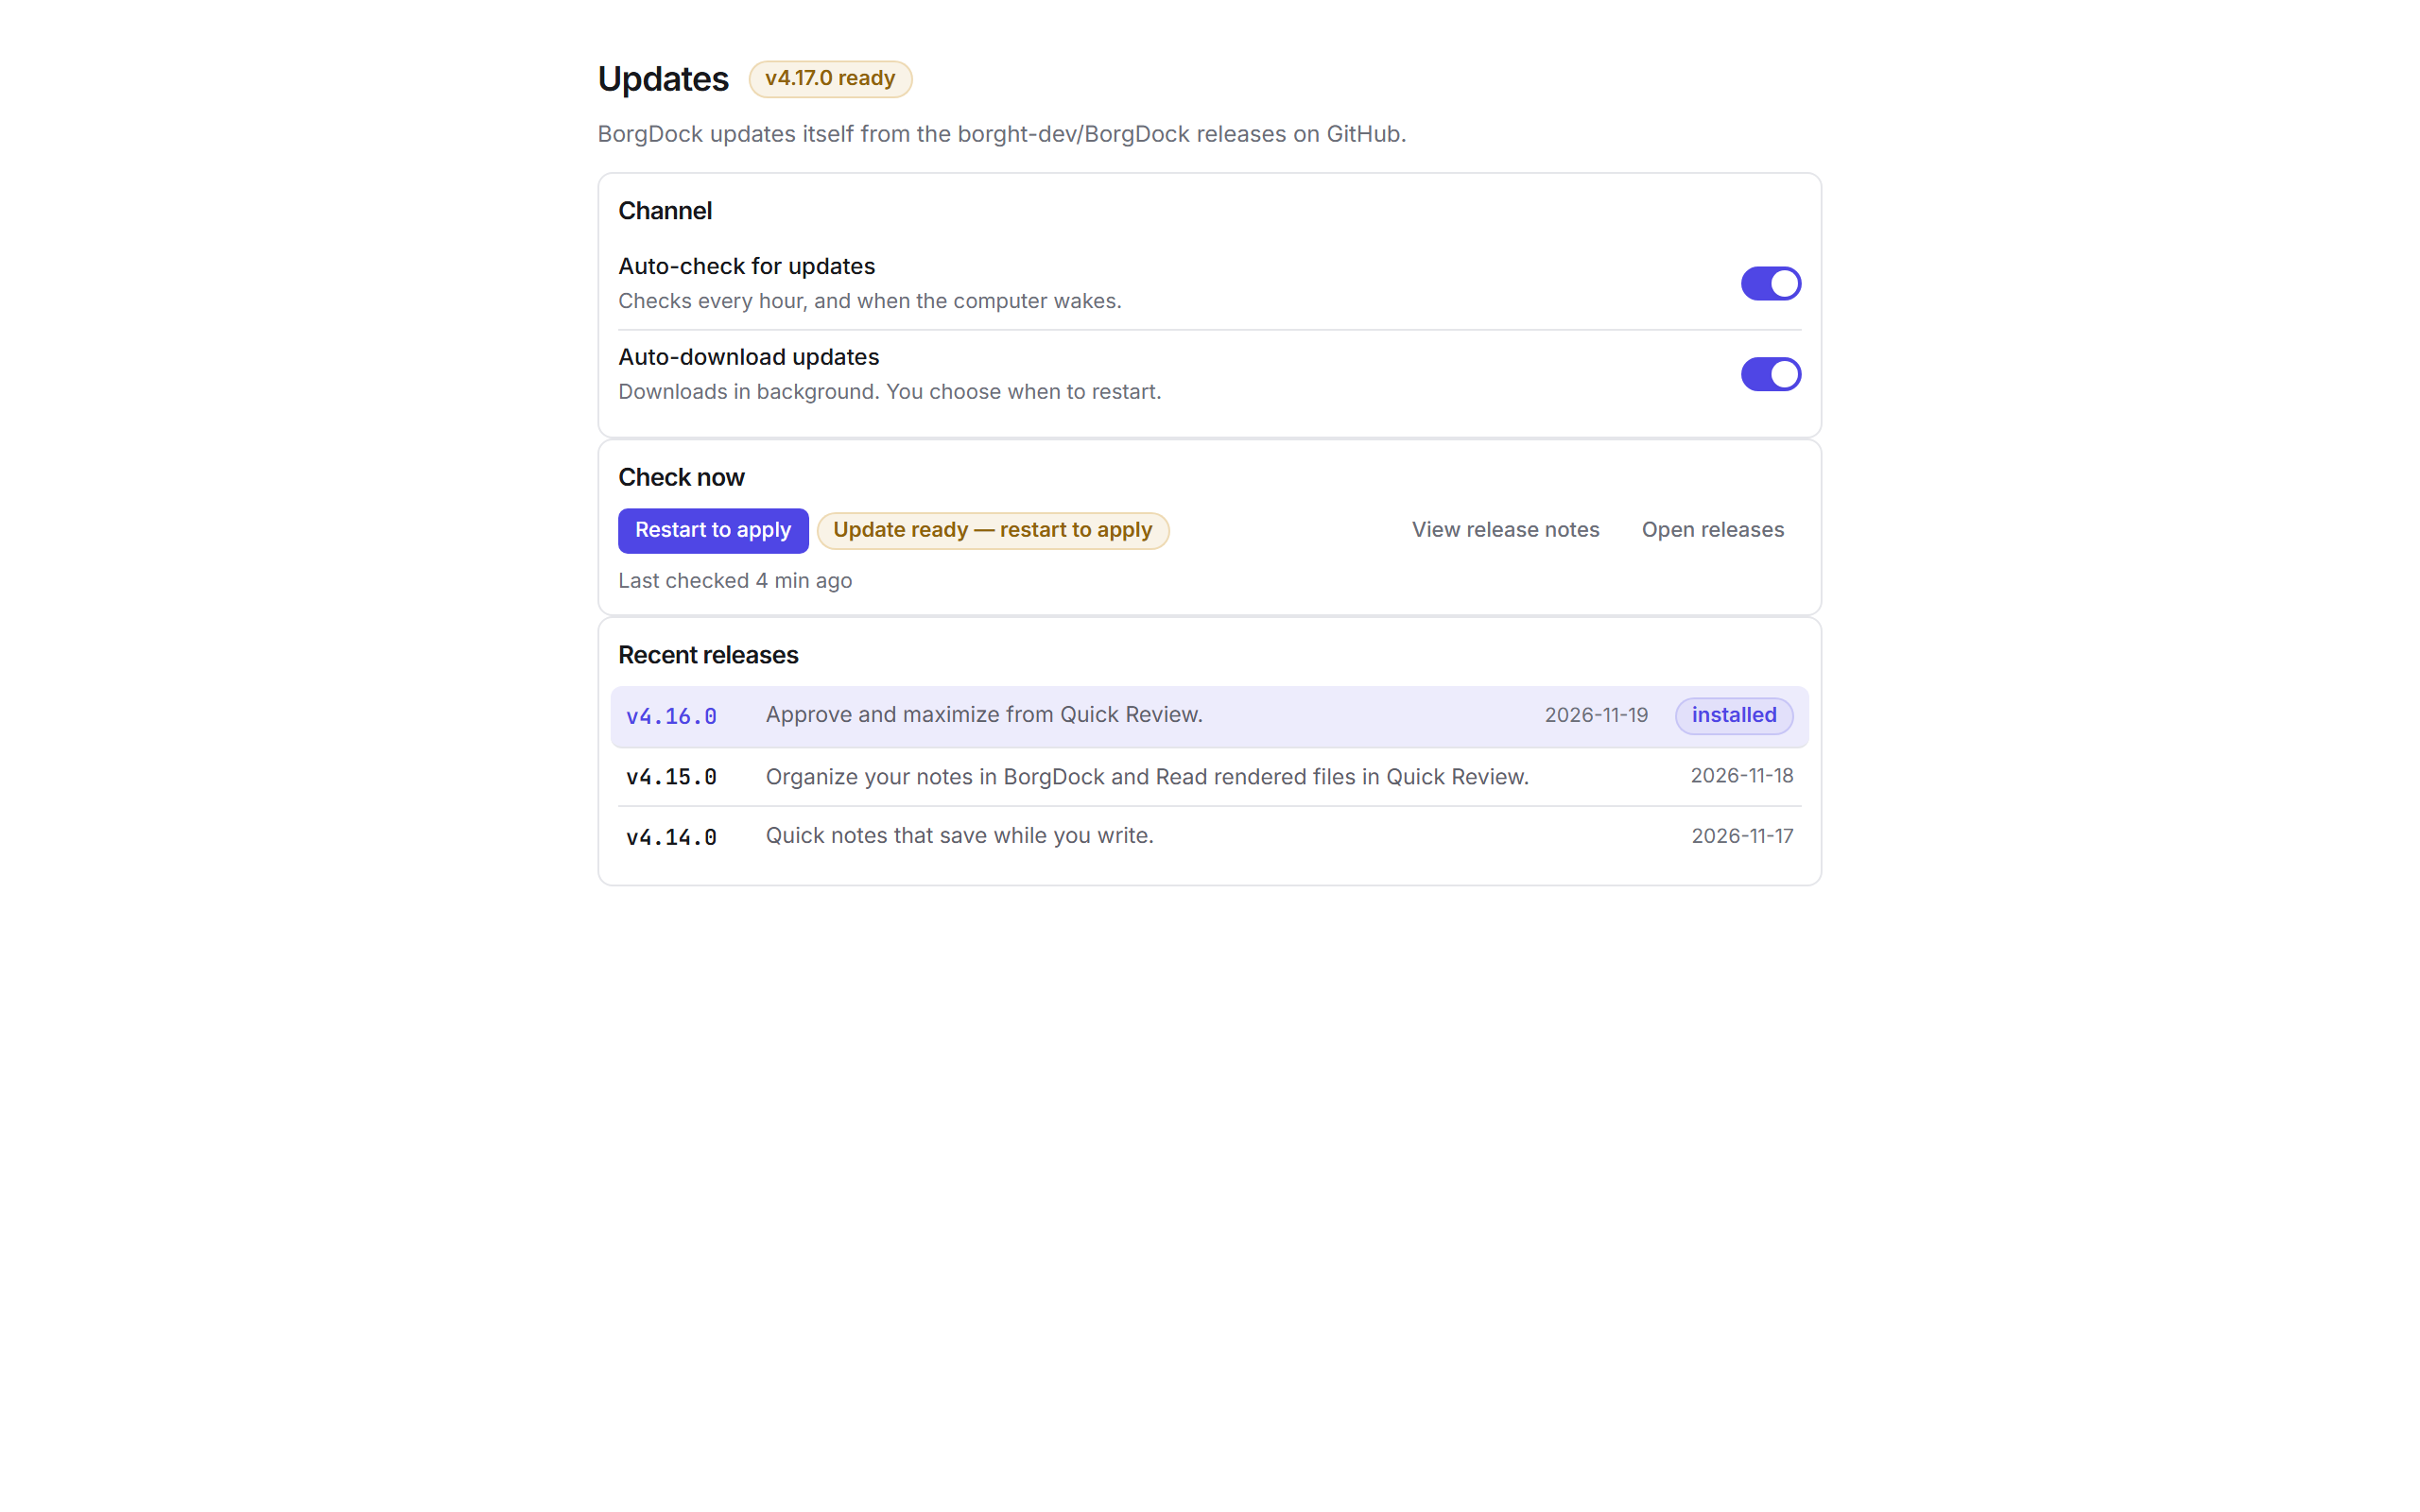 Updates v4.17.0 ready
BorgDock updates itself from the borght-dev/BorgDock releases on GitHub.
Channel
Auto-check for updates
Checks every hour, and when the computer wakes.
Auto-download updates
Downloads in background. You choose when to restart.
Check now
Restart to apply Update ready — restart to apply View release notes Open releases
Last checked 4 min ago
Recent releases
v4.16.0 Approve and maximize from Quick Review. 2026-11-19 installed
v4.15.0 Organize your notes in BorgDock and Read rendered files in Quick Review. 2026-11-18
v4.14.0 Quick notes that save while you write. 2026-11-17